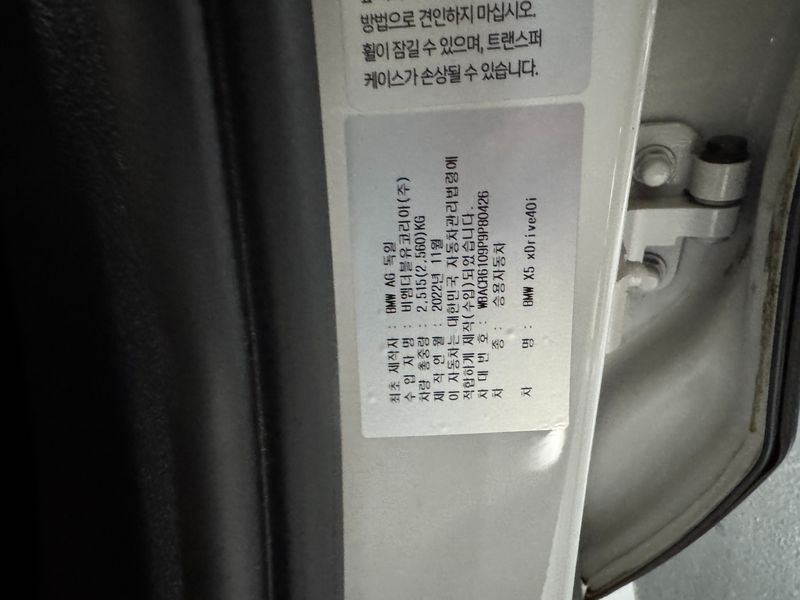 방법으로 견인하지 마십시오.
휠이 잠길 수 있으며, 트랜스퍼
케이스가 손상될 수 있습니다.
최초 제작자 : BMW AG 독일
수 입 자 명 : 비엠더블유코리아(주)
차량 총중량 : 2,515(2,560)KG
제 작 연 월 : 2022년 11월
이 자동차는 대한민국 자동차관리법령에
적합하게 제작(수입)되었습니다.
차 대 번 호 : WBACR6109P9P80426
차 종 : 승용자동차
차 명 : BMW X5 xDrive40i